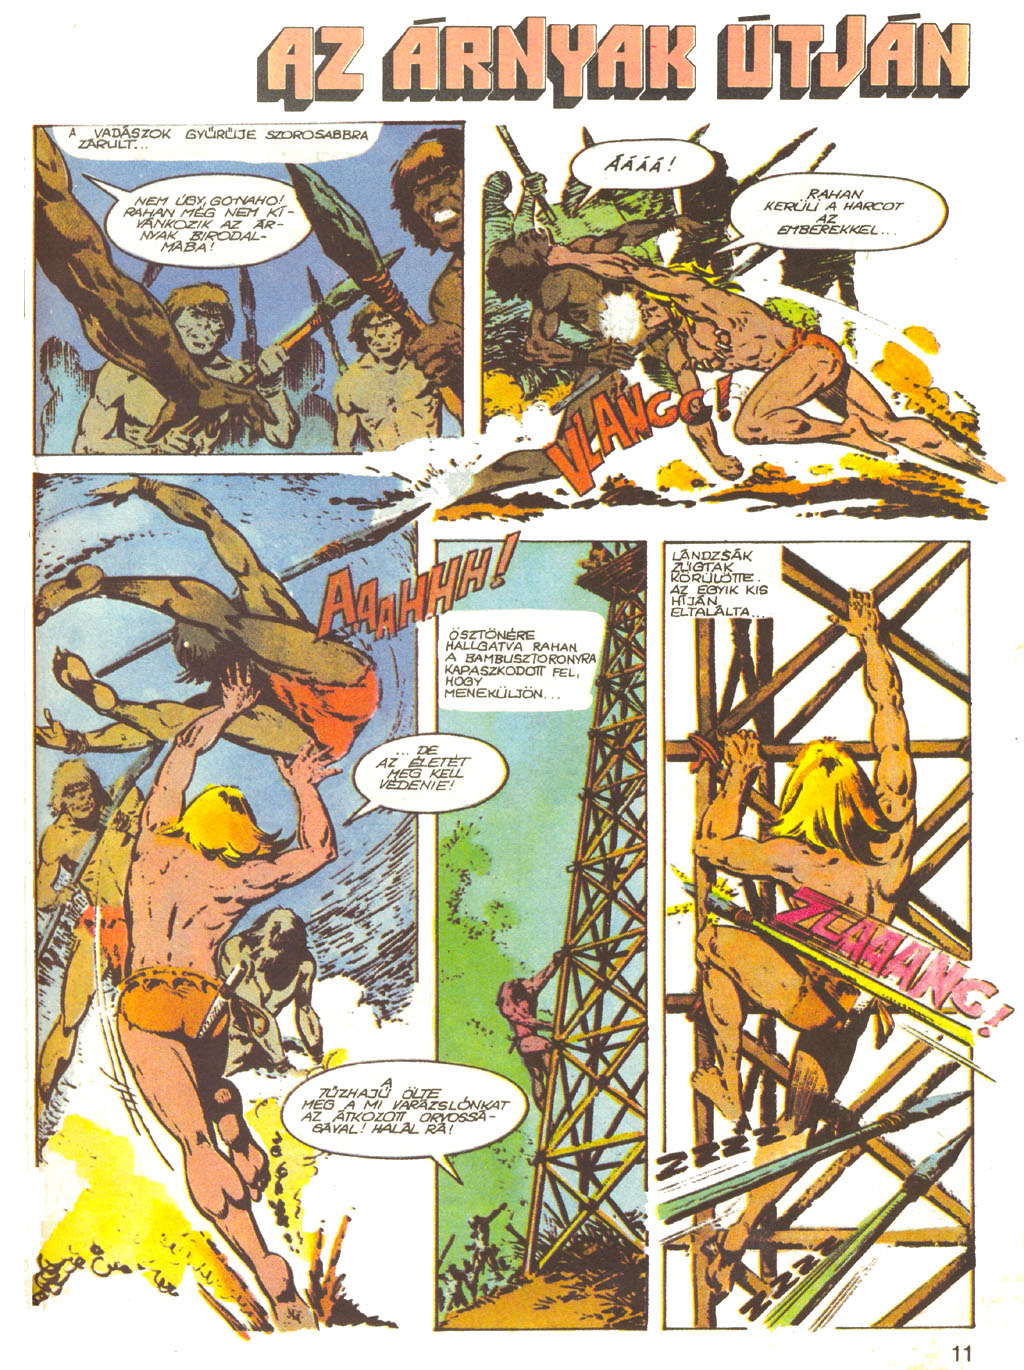 AZ ÁRNYAK ÚTJÁN
A VADÁSZOK GYŰRŰJE SZOROSABBRA
ZÁRULT...
NEM ÚGY, GO-NAHO!
RAHAN MÉG NEM KÍ-
VÁNKOZIK AZ ÁR-
NYAK BIRODAL-
MÁBA!
ÁÁÁÁ!
RAHAN
KERÜLI A HARCOT
AZ
EMBEREKKEL...
VLANGG!
AAAHHH!
... DE
AZ ÉLETÉT
MEG KELL
VÉDENIE!
ÖSZTÖNÉRE
HALLGATVA RAHAN
A BAMBUSZTORONYRA
KAPASZKODOTT FEL,
HOGY
MENEKÜLJÖN...
A
TŰZHAJÚ ÖLTE
MEG A MI VARÁZSLÓNKAT
AZ ÁTKOZOTT ORVOSSÁ-
GÁVAL! HALÁL RÁ!
LÁNDZSÁK
ZÚGTAK
KÖRÜLÖTTE.
AZ EGYIK KIS
HÍJÁN
ELTALÁLTA...
ZLAAANG!
ZZZZ
ZZZZ
11